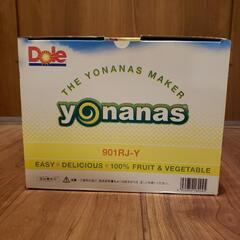 Dole
THE YONANAS MAKER
yonanas
901RJ-Y
EASY • DELICIOUS • 100% FRUIT & VEGETABLE